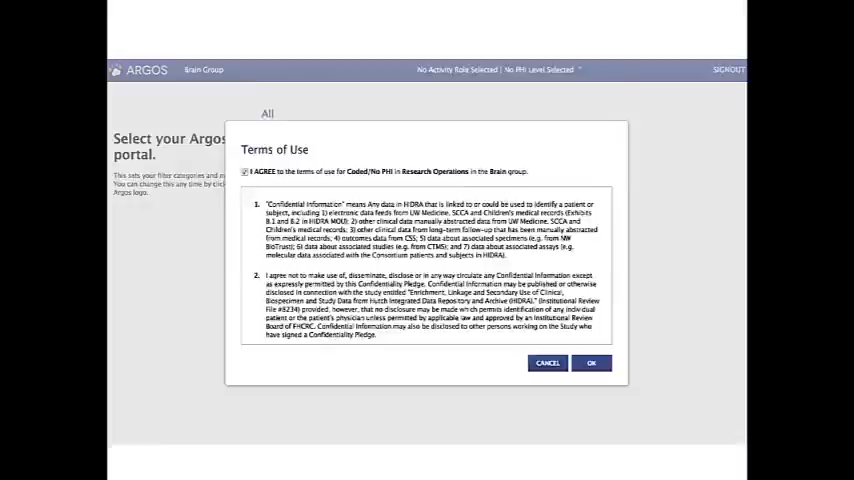 ARGOS Brain Group No Activity Role Selected | No PHI Level Selected SIGNOUT
All
Select your Argos
portal.
This sets your filter categories and
You can change this any time by
Argos logo.
Terms of Use
I AGREE to the terms of use for Coded/No PHI in Research Operations in the Brain group.
1. "Confidential Information" means Any data in HIDRA that is linked to or could be used to identify a patient or
subject, including 1) electronic data feeds from UW Medicine, SCCA and Children's medical records (Exhibits
B.1 and B.2 in HIDRA MOU); 2) other clinical data manually abstracted data from UW Medicine, SCCA and
Children's medical records; 3) other clinical data from long-term follow-up that has been manually abstracted
from medical records; 4) outcomes data from CSS; 5) data about associated specimens (e.g. from NW
BioTrust); 6) data about associated studies (e.g. from CTMS); and 7) data about associated assays (e.g.
molecular data associated with the Consortium patients and subjects in HIDRA).
2. I agree not to make use of, disseminate, disclose or in any way circulate any Confidential Information except
as expressly permitted by this Confidentiality Pledge. Confidential Information may be published or otherwise
disclosed in connection with the study entitled "Enrichment, Linkage and Secondary Use of Clinical,
Biospecimen and Study Data from Hutch Integrated Data Repository and Archive (HIDRA)," (Institutional Review
File #8234) provided, however, that no disclosure may be made which permits identification of any individual
patient or the patient's physician unless permitted by applicable law and approved by an Institutional Review
Board of FHCRC. Confidential Information may also be disclosed to other persons working on the Study who
have signed a Confidentiality Pledge.
CANCEL OK